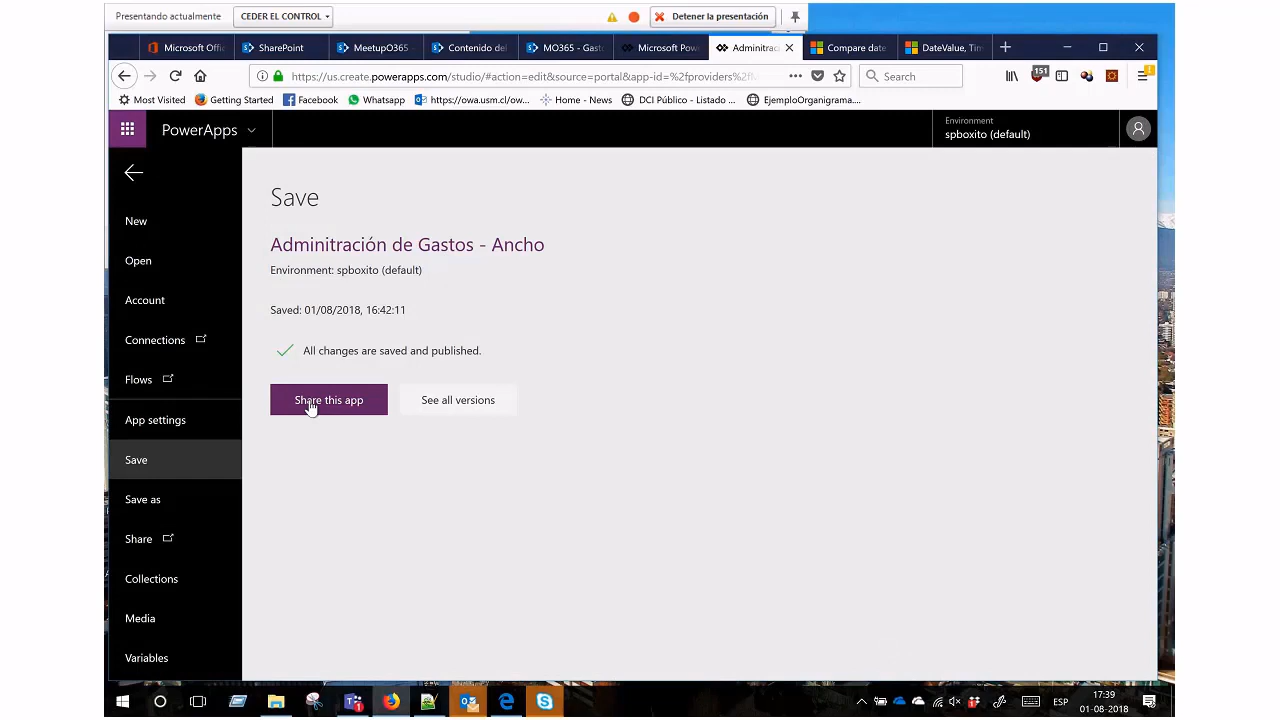 Presentando actualmente
CEDER EL CONTROL
Detener la presentación
Microsoft Offi
SharePoint
MeetupO365
Contenido del
MO365 - Gast
Microsoft Pow
Adminitrac
Compare date
DateValue, Tim
https://us.create.powerapps.com/studio/#action=edit&source=portal&app-id=%2fproviders%2f
Search
151
Most Visited
Getting Started
Facebook
Whatsapp
https://owa.usm.cl/ow...
Home - News
DCI Público - Listado ...
EjemploOrganigrama....
PowerApps
Environment
spboxito (default)
New
Open
Account
Connections
Flows
App settings
Save
Save as
Share
Collections
Media
Variables
Save
Adminitración de Gastos - Ancho
Environment: spboxito (default)
Saved: 01/08/2018, 16:42:11
All changes are saved and published.
Share this app
See all versions
ESP
17:39
01-08-2018